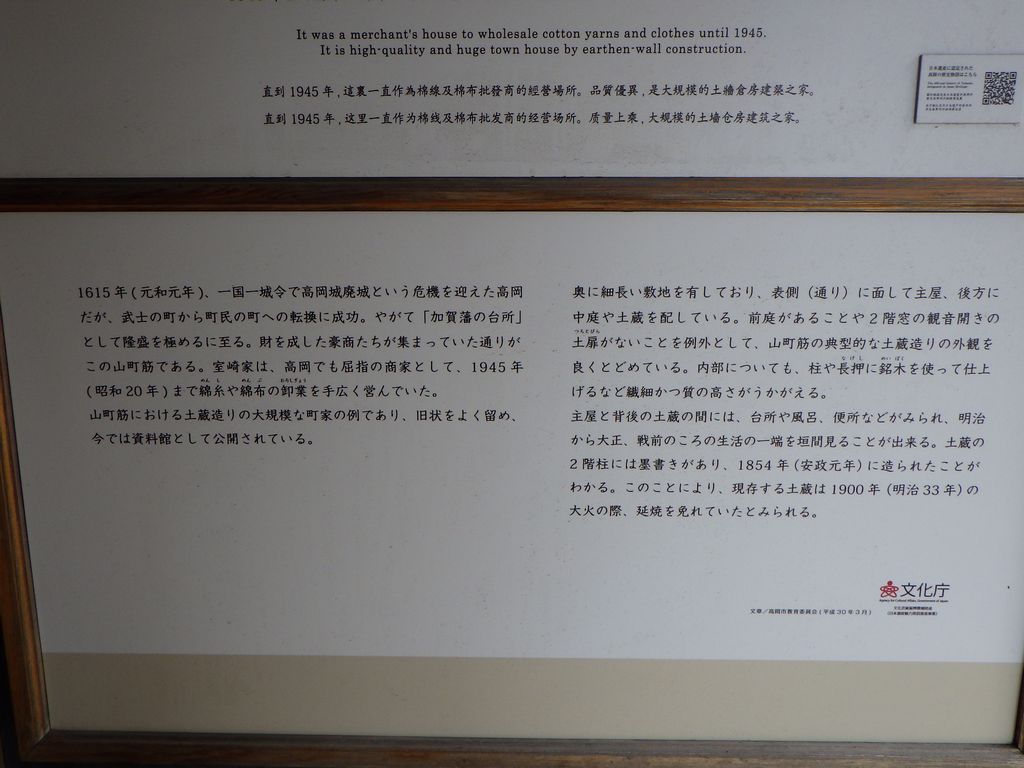 It was a merchant's house to wholesale cotton yarns and clothes until 1945.
It is high-quality and huge town house by earthen-wall construction.
直到 1945 年，這裏一直作為棉線及棉布批發商的經營場所。品質優異，是大規模的土牆倉房建築之家。
直到 1945 年，这里一直作为棉线及棉布批发商的经营场所。质量上乘，大规模的土墙仓房建筑之家。
1615 年 ( 元和元年 )、一国一城令で高岡城廃城という危機を迎えた高岡
だが、武士の町から町民の町への転換に成功。やがて「加賀藩の台所」
として隆盛を極めるに至る。財を成した豪商たちが集まっていた通りが
この山町筋である。室崎家は、高岡でも屈指の商家として、1945 年
( 昭和 20 年 ) まで綿糸や綿布の卸業を手広く営んでいた。
山町筋における土蔵造りの大規模な町家の例であり、旧状をよく留め、
今では資料館として公開されている。
奥に細長い敷地を有しており、表側（通り）に面して主屋、後方に
中庭や土蔵を配している。前庭があることや 2 階窓の観音開きの
土扉がないことを例外として、山町筋の典型的な土蔵造りの外観を
良くとどめている。内部についても、柱や長押に銘木を使って仕上
げるなど繊細かつ質の高さがうかがえる。
主屋と背後の土蔵の間には、台所や風呂、便所などがみられ、明治
から大正、戦前のころの生活の一端を垣間見ることが出来る。土蔵の
2 階柱には墨書きがあり、1854 年（安政元年）に造られたことが
わかる。このことにより、現存する土蔵は 1900 年（明治 33 年）の
大火の際、延焼を免れていたとみられる。
文化庁
Agency for Cultural Affairs, Government of Japan
文章／高岡市教育委員会 ( 平成 30 年 3 月 )